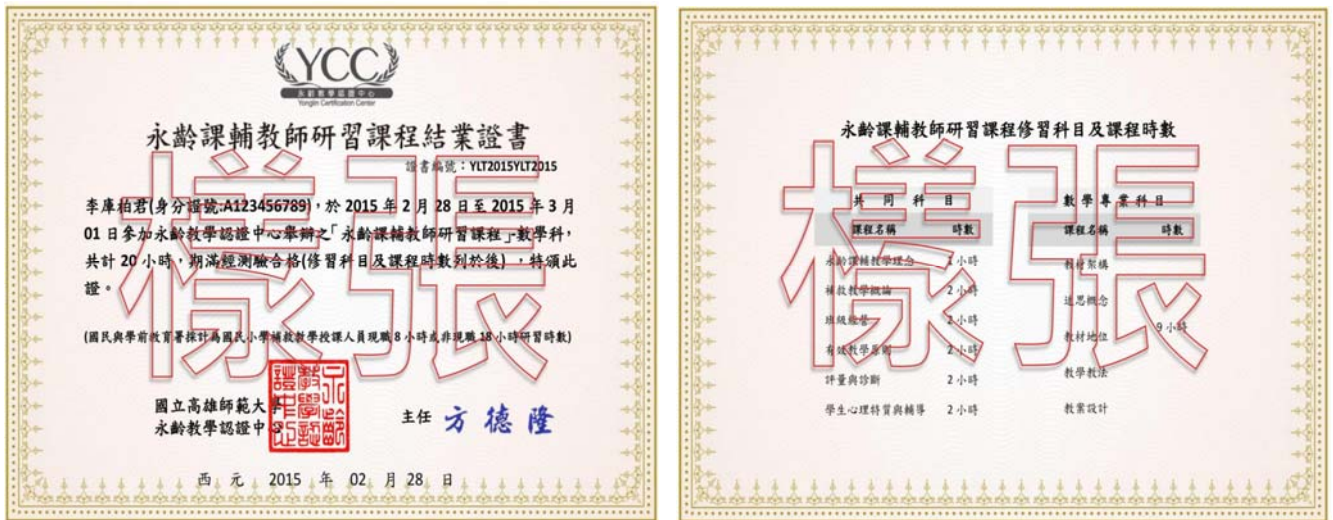 YCC
永齡教學認證中心
Yonglin Certification Center
永齡課輔教師研習課程結業證書
證書編號：YLT2015YLT2015
李庫柏君(身分證號:A123456789)，於 2015 年 2 月 28 日至 2015 年 3 月
01 日參加永齡教學認證中心舉辦之「永齡課輔教師研習課程」-數學科，
共計 20 小時，期滿經測驗合格(修習科目及課程時數列於後)，特頒此
證。
(國民與學前教育署採計為國民小學補救教學授課人員現職 8 小時或非現職 18 小時研習時數)
國立高雄師範大學
永齡教學認證中心
永齡教學認證中心
主任 方德隆
西元 2015 年 02 月 28 日
樣張
永齡課輔教師研習課程修習科目及課程時數
共同科目 數學專業科目
課程名稱 時數 課程名稱 時數
永齡課輔教學理念 1 小時 教材架構
補救教學概論 2 小時 迷思概念
班級經營 2 小時 教材地位 9 小時
有效教學原則 2 小時 教學教法
評量與診斷 2 小時 教案設計
學生心理特質與輔導 2 小時
樣張